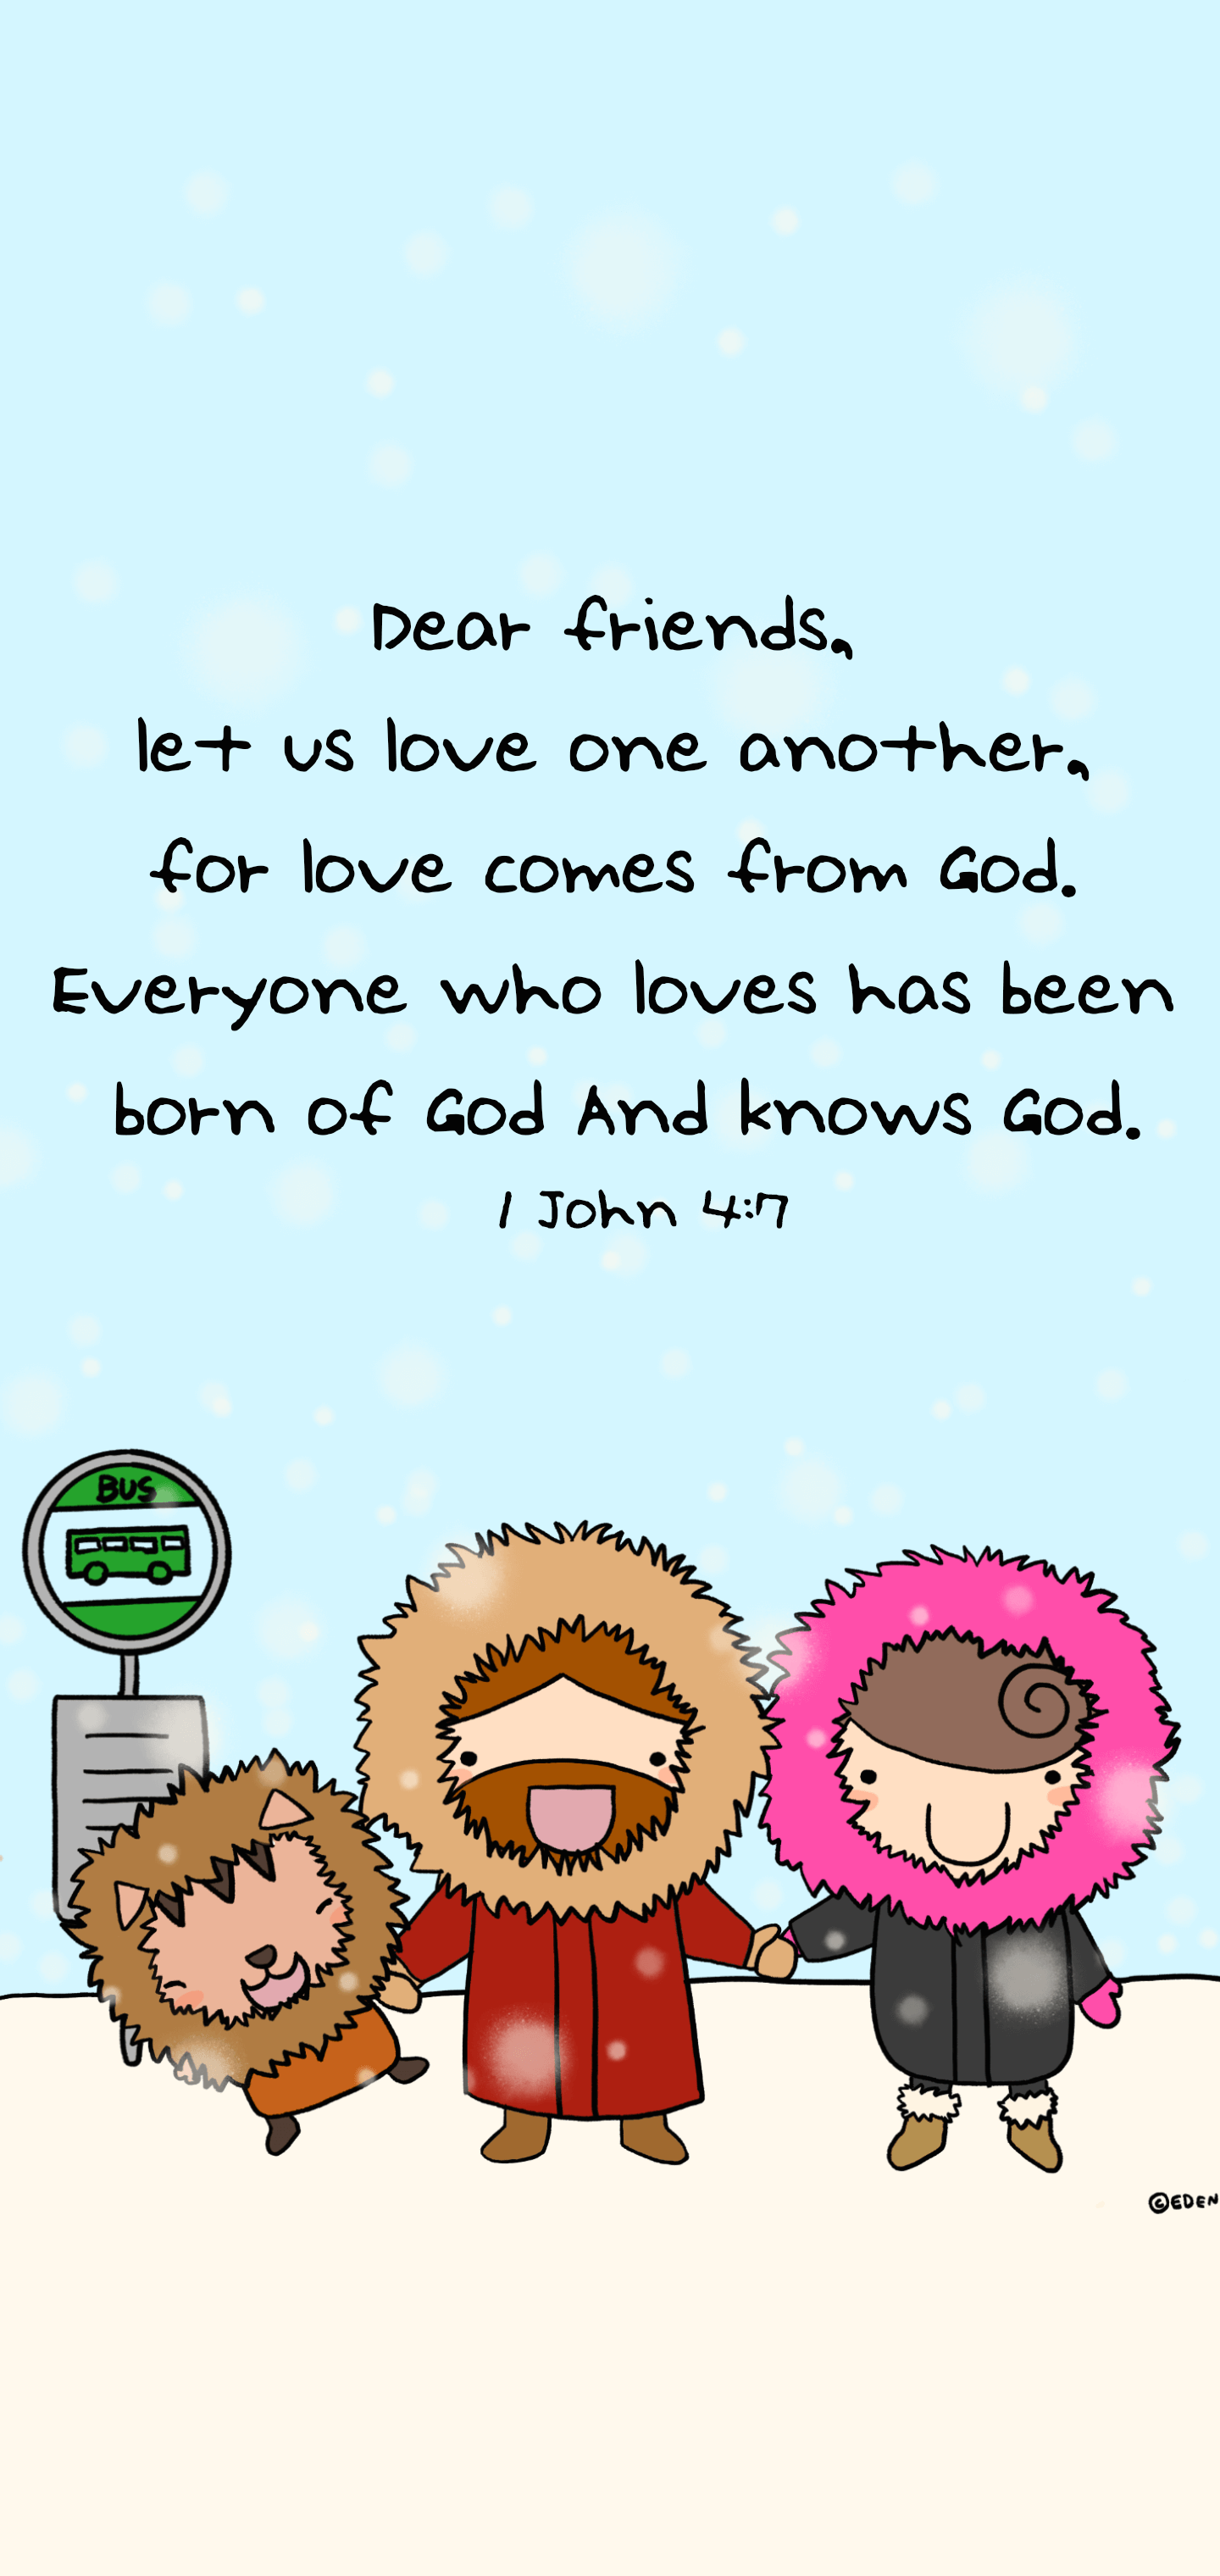 Dear friends,
let us love one another,
for love comes from God.
Everyone who loves has been
born of God And knows God.
1 John 4:7
BUS
©EDEN